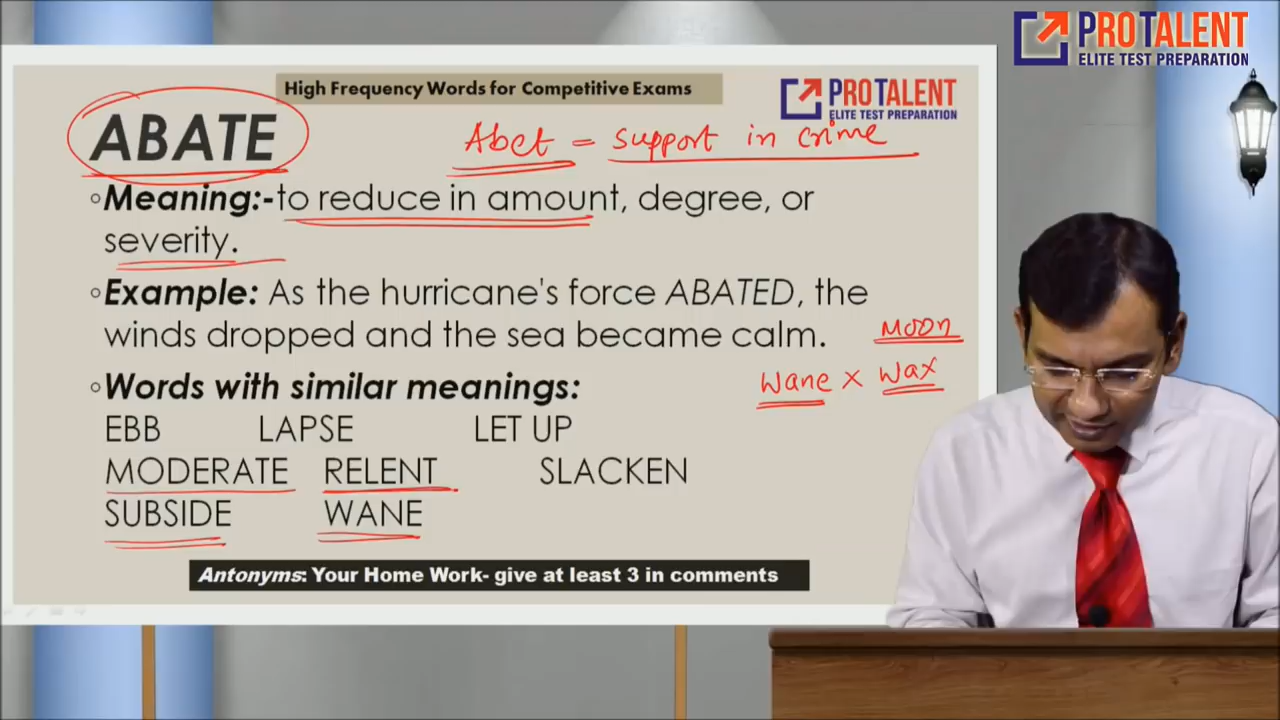 PROTALENT
ELITE TEST PREPARATION
High Frequency Words for Competitive Exams
PROTALENT
ELITE TEST PREPARATION
ABATE
Abet = support in crime
◦Meaning:-to reduce in amount, degree, or
severity.
◦Example: As the hurricane's force ABATED, the
winds dropped and the sea became calm.
Moon
Wane x Wax
◦Words with similar meanings:
EBB LAPSE LET UP
MODERATE RELENT SLACKEN
SUBSIDE WANE
Antonyms: Your Home Work- give at least 3 in comments